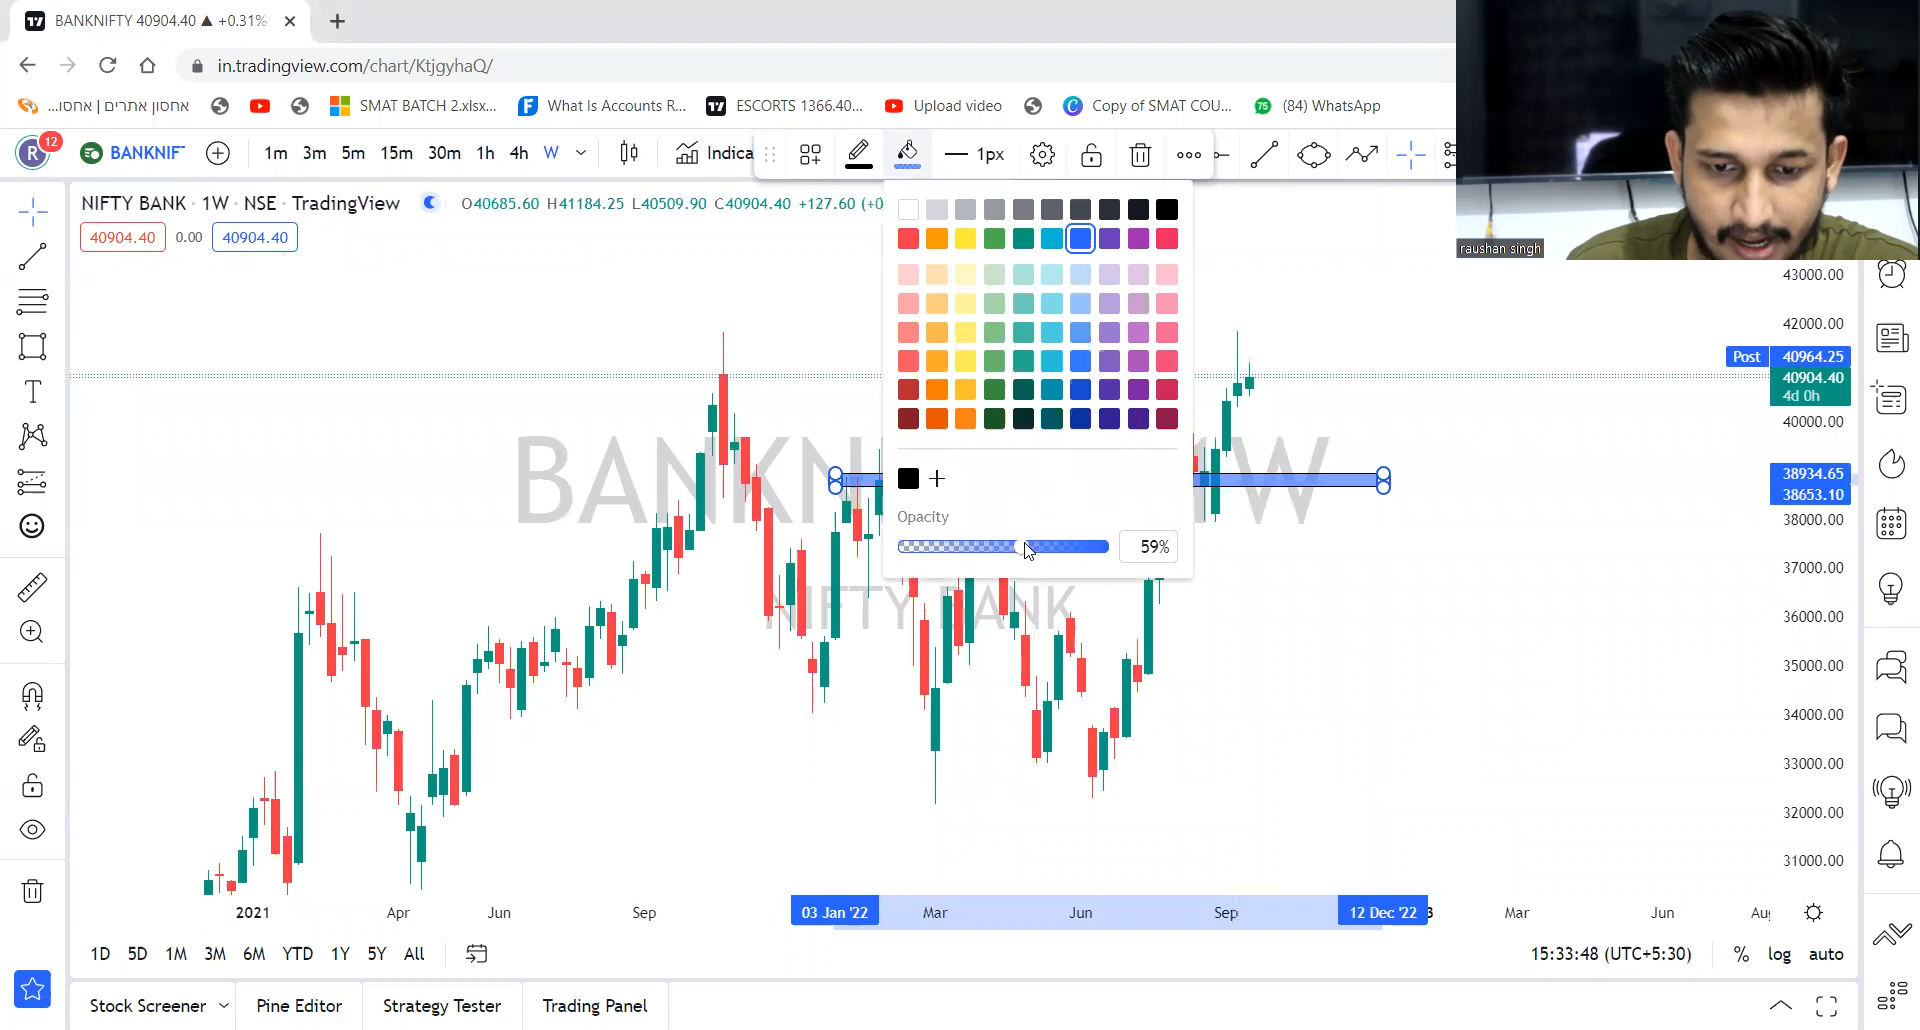 BANKNIFTY 40904.40 ▲ +0.31%
in.tradingview.com/chart/KtjgyhaQ/
אחסון אתרים | אחסו...
SMAT BATCH 2.xlsx...
What Is Accounts R...
ESCORTS 1366.40...
Upload video
Copy of SMAT COU...
75
(84) WhatsApp
R
12
BANKNIF
1m 3m 5m 15m 30m 1h 4h W
Indica
1px
NIFTY BANK · 1W · NSE · TradingView
O40685.60 H41184.25 L40509.90 C40904.40 +127.60 (+0
40904.40 0.00 40904.40
raushan singh
43000.00
42000.00
Post 40964.25
40904.40
4d 0h
40000.00
38934.65
38653.10
38000.00
37000.00
36000.00
35000.00
34000.00
33000.00
32000.00
31000.00
Opacity
59%
NIFTY BANK
2021 Apr Jun Sep 03 Jan '22 Mar Jun Sep 12 Dec '22 3 Mar Jun
1D 5D 1M 3M 6M YTD 1Y 5Y All
15:33:48 (UTC+5:30) % log auto
Stock Screener Pine Editor Strategy Tester Trading Panel